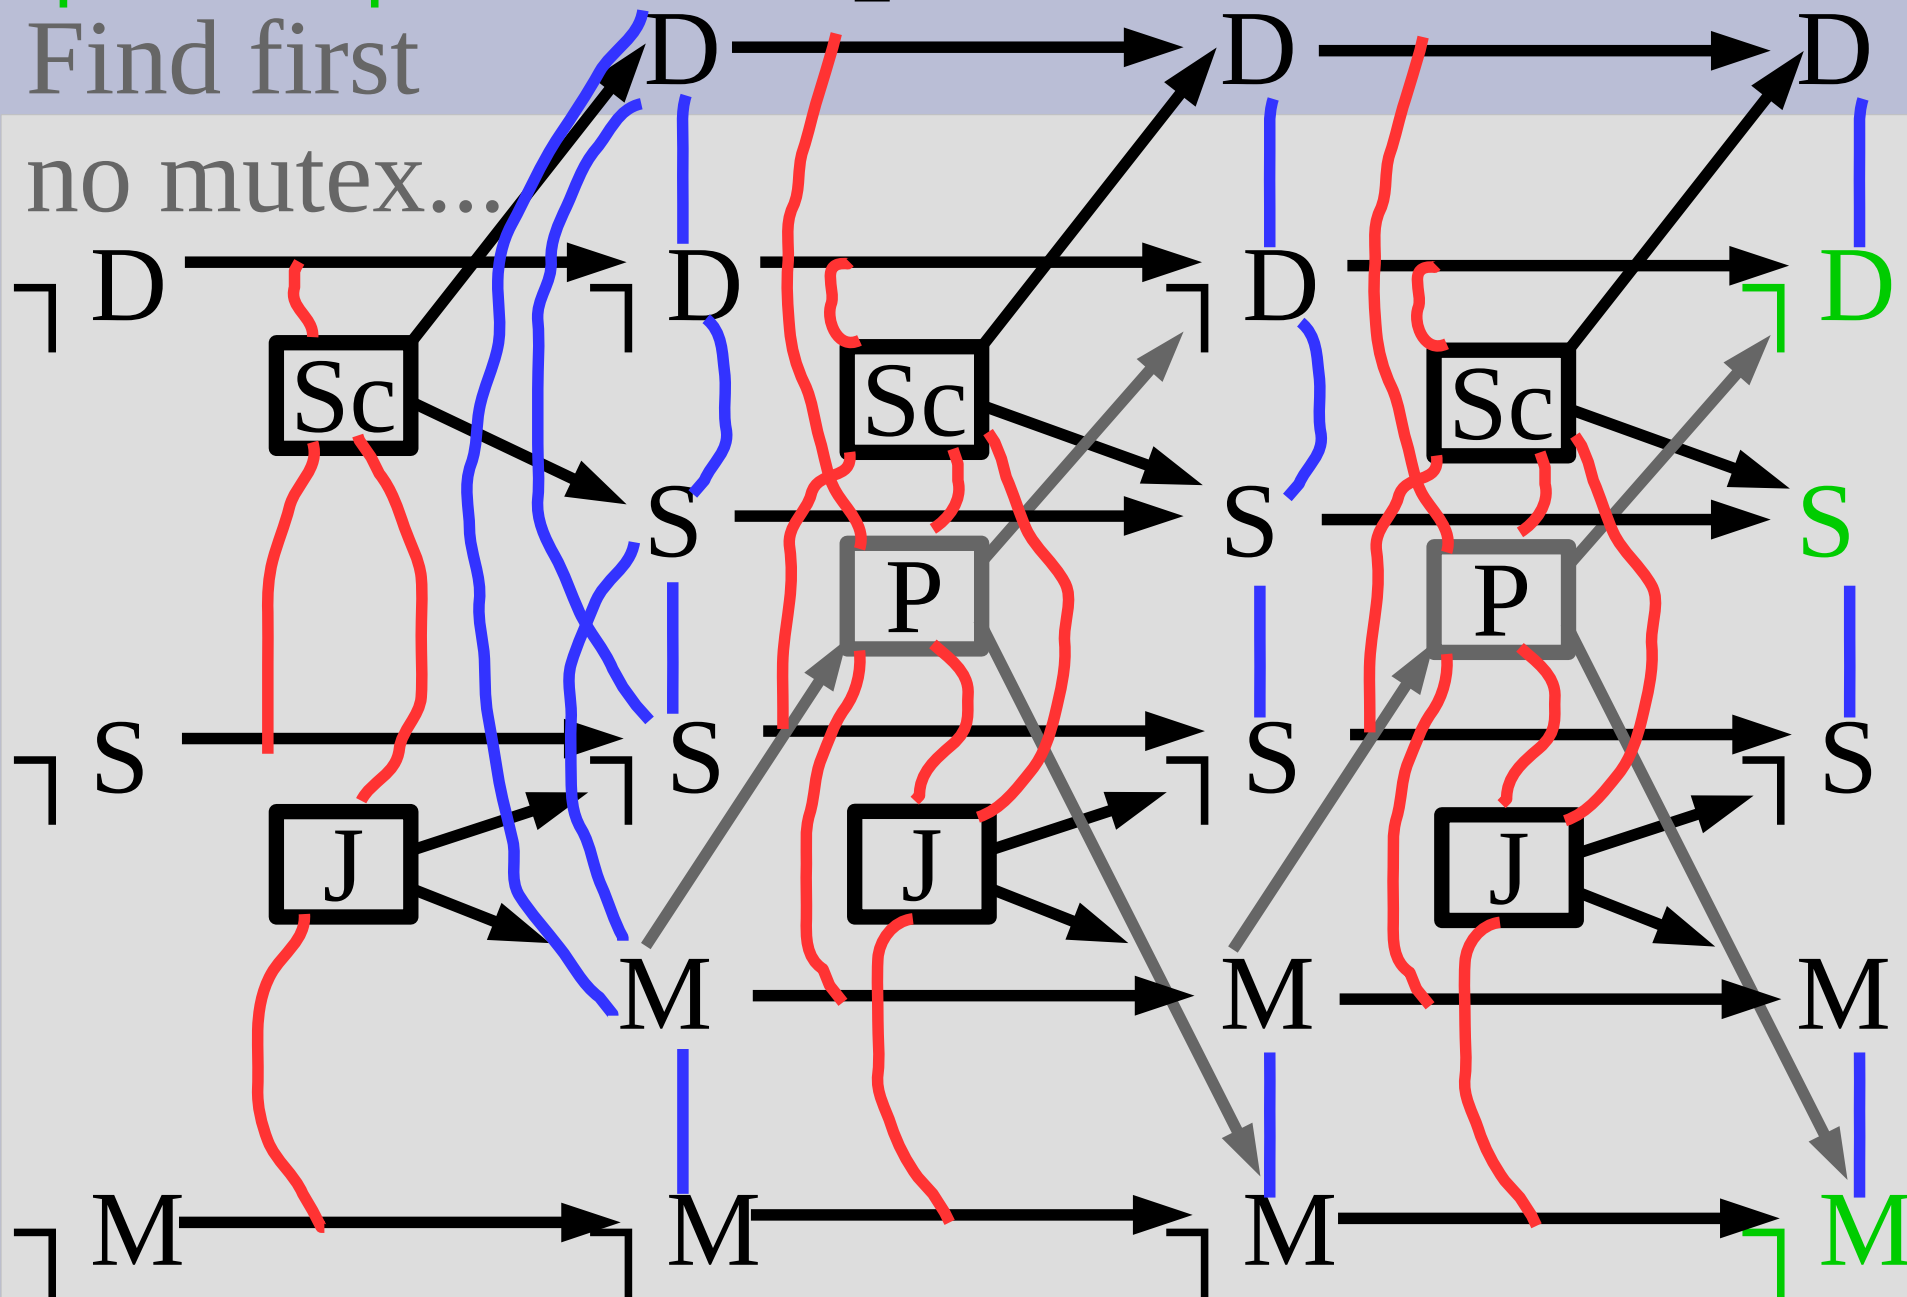 Find first
D D D
no mutex...
¬D ¬D ¬D ¬D
Sc Sc Sc
S S S
P P
¬S ¬S ¬S ¬S
J J J
M M M
¬M ¬M ¬M ¬M